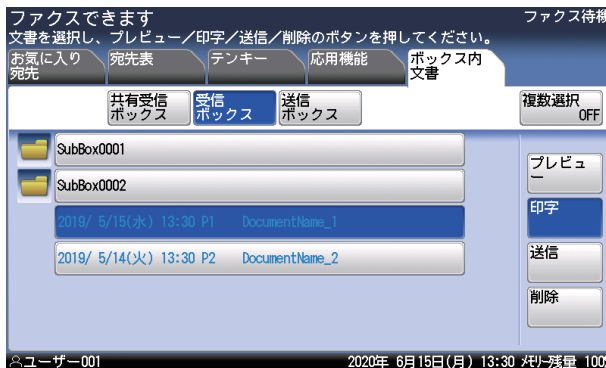 ファクスできます
ファクス待機
文書を選択し、プレビュー/印字/送信/削除のボタンを押してください。
お気に入り
宛先
宛先表
テンキー
応用機能
ボックス内
文書
共有受信
ボックス
受信
ボックス
送信
ボックス
複数選択
OFF
SubBox0001
SubBox0002
2019/ 5/15(水) 13:30 P1 DocumentName_1
2019/ 5/14(火) 13:30 P2 DocumentName_2
プレビュ
ー
印字
送信
削除
ユーザー001
2020年 6月15日(月) 13:30 メモリー残量 100